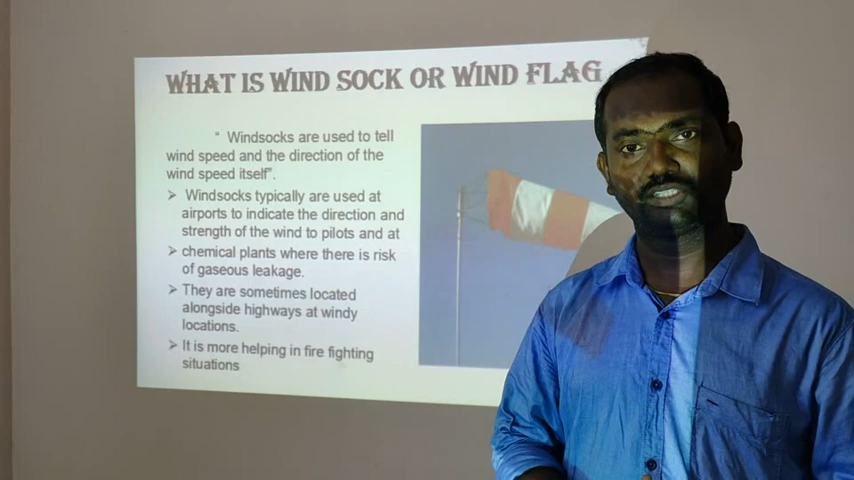 WHAT IS WIND SOCK OR WIND FLAG
" Windsocks are used to tell
wind speed and the direction of the
wind speed itself".
➢ Windsocks typically are used at
airports to indicate the direction and
strength of the wind to pilots and at
➢ chemical plants where there is risk
of gaseous leakage.
➢ They are sometimes located
alongside highways at windy
locations.
➢ It is more helping in fire fighting
situations